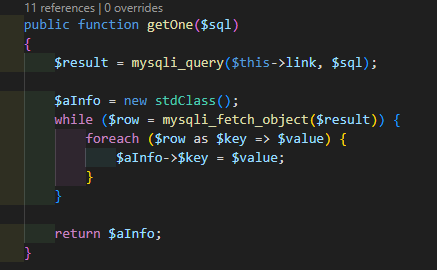 11 references | 0 overrides
public function getOne($sql)
{
    $result = mysqli_query($this->link, $sql);

    $aInfo = new stdClass();
    while ($row = mysqli_fetch_object($result)) {
        foreach ($row as $key => $value) {
            $aInfo->$key = $value;
        }
    }

    return $aInfo;
}